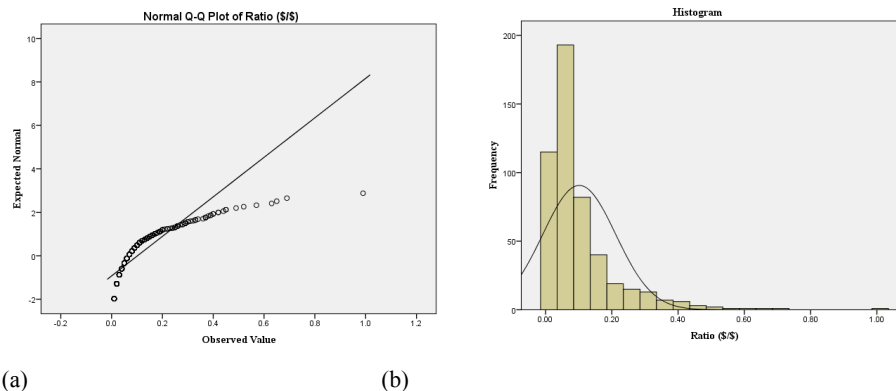 Normal Q-Q Plot of Ratio ($/$)
Expected Normal
10
8
6
4
2
0
-2
-0.2 0.0 0.2 0.4 0.6 0.8 1.0 1.2
Observed Value
(a)
Histogram
Frequency
200
150
100
50
0
0.00 0.20 0.40 0.60 0.80 1.00
Ratio ($/$)
(b)